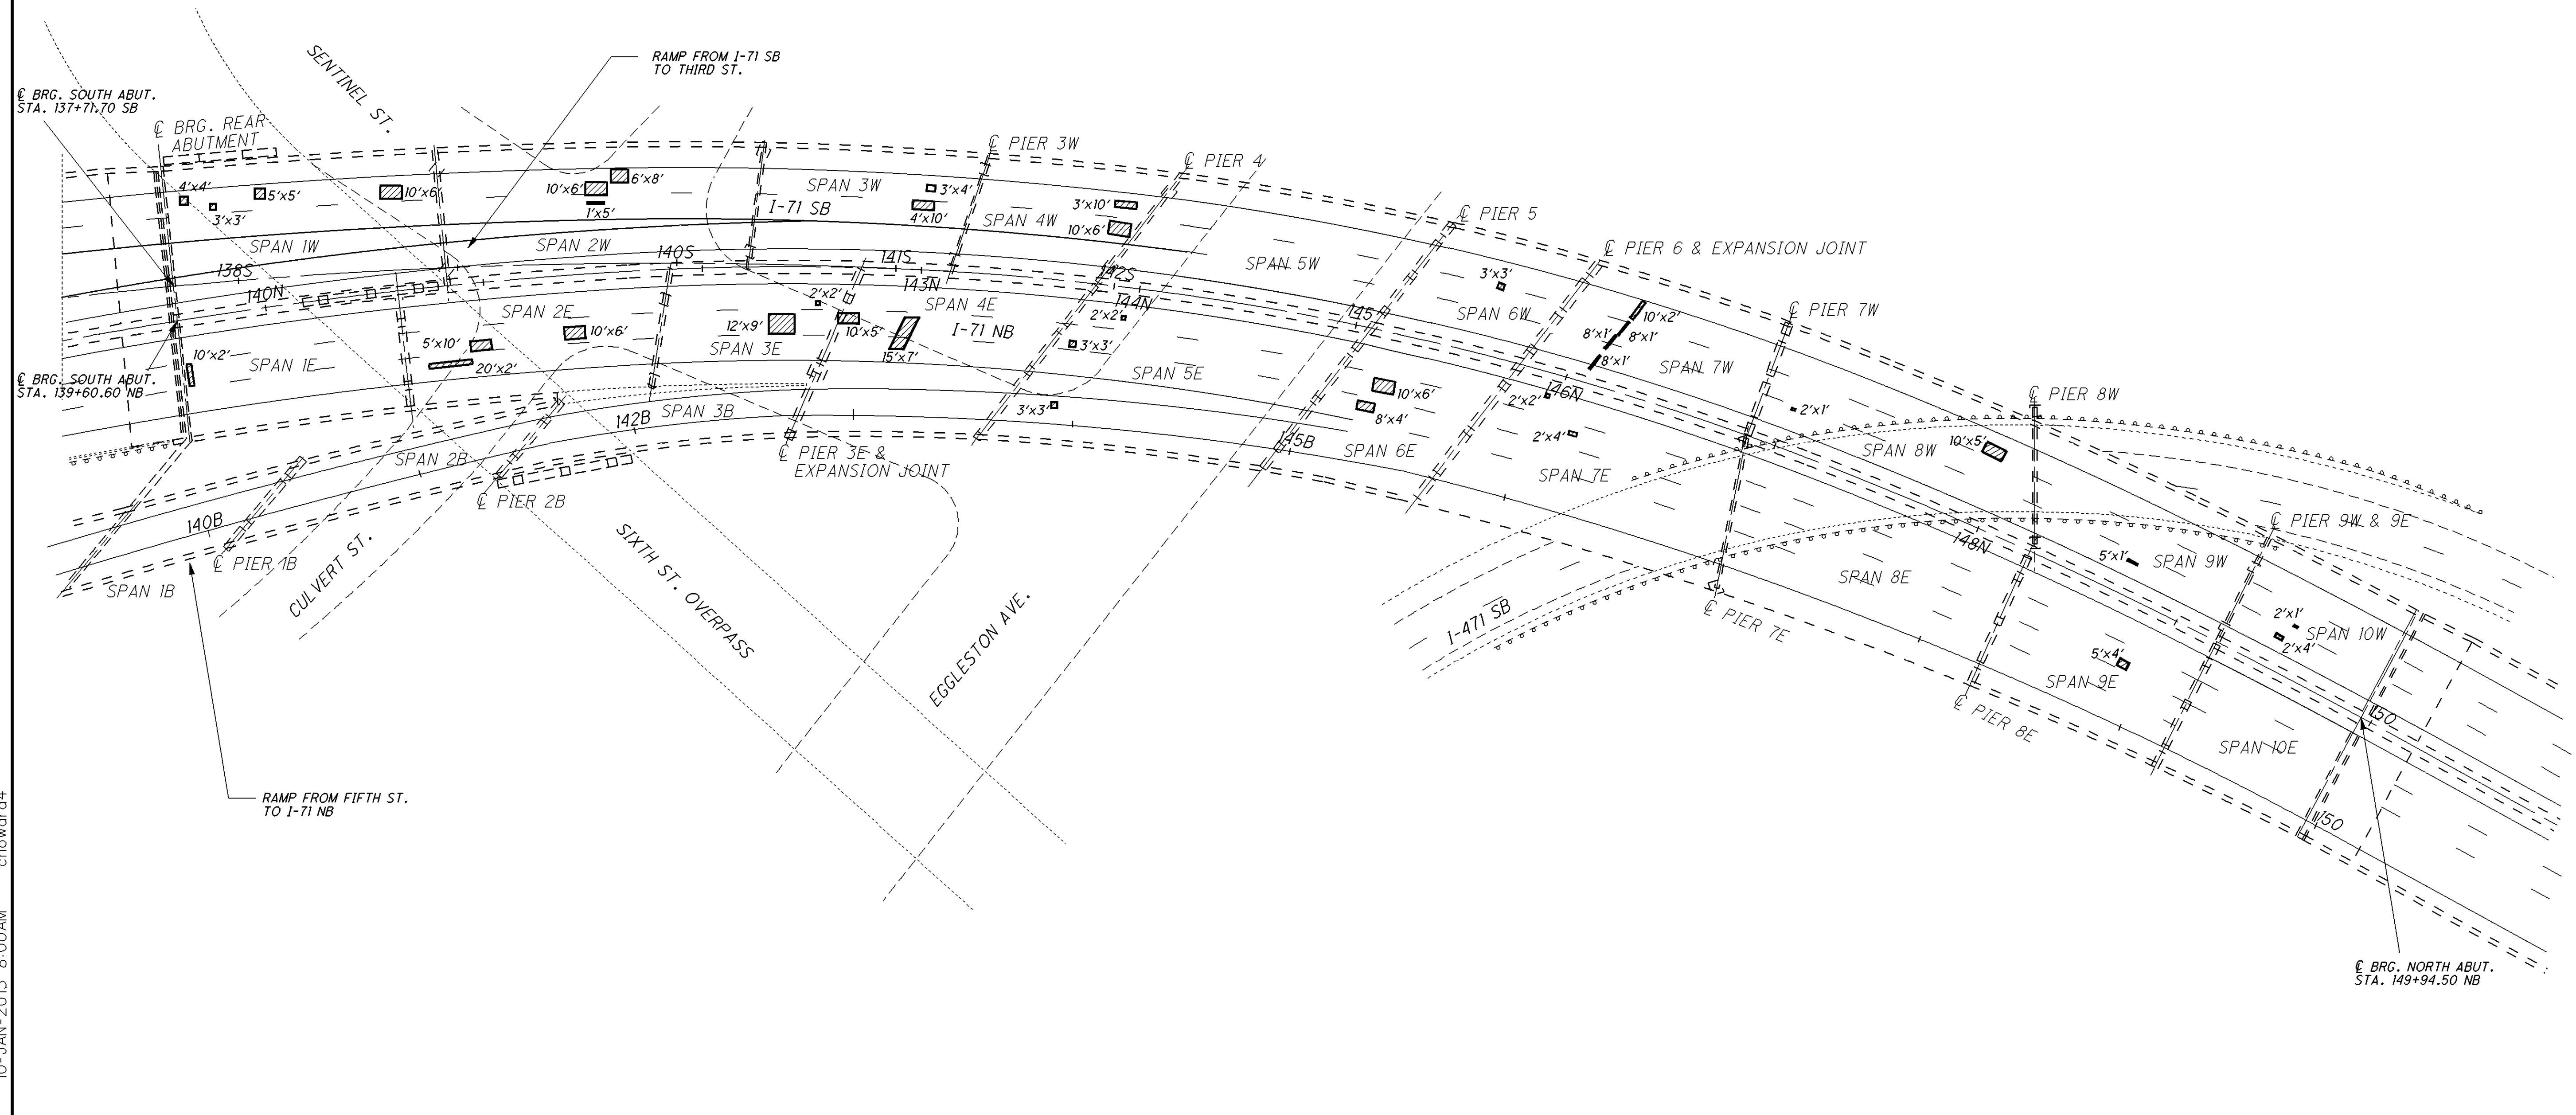 SENTINEL ST.
RAMP FROM I-71 SB
TO THIRD ST.
℄ BRG. SOUTH ABUT.
STA. 137+71.70 SB
℄ BRG. REAR
ABUTMENT
4'x4'
3'x3'
5'x5'
10'x6'
10'x6'
6'x8'
1'x5'
SPAN 3W
I-71 SB
3'x4'
4'x10'
℄ PIER 3W
SPAN 4W
3'x10'
10'x6'
℄ PIER 4
SPAN 1W
SPAN 2W
138S
140N
140S
141S
143N
142S
144N
SPAN 5W
℄ PIER 5
3'x3'
SPAN 6W
145
℄ PIER 6 & EXPANSION JOINT
10'x2'
8'x1'
8'x1'
8'x1'
SPAN 7W
℄ PIER 7W
℄ BRG. SOUTH ABUT.
STA. 139+60.60 NB
10'x2'
SPAN 1E
SPAN 2E
5'x10'
20'x2'
10'x6'
12'x9'
SPAN 3E
2'x2'
10'x5'
SPAN 4E
I-71 NB
15'x7'
2'x2'
3'x3'
3'x3'
SPAN 5E
10'x6'
8'x4'
145B
SPAN 6E
2'x2'
146N
2'x4'
SPAN 7E
2'x1'
SPAN 8W
10'x5'
℄ PIER 8W
SPAN 3B
142B
SPAN 2B
℄ PIER 2B
℄ PIER 3E &
EXPANSION JOINT
140B
℄ PIER 1B
SPAN 1B
CULVERT ST.
SIXTH ST. OVERPASS
EGGLESTON AVE.
I-471 SB
148N
SPAN 8E
℄ PIER 7E
5'x1'
SPAN 9W
℄ PIER 9W & 9E
2'x1'
SPAN 10W
2'x4'
5'x4'
SPAN 9E
℄ PIER 8E
SPAN 10E
150
150
RAMP FROM FIFTH ST.
TO I-71 NB
℄ BRG. NORTH ABUT.
STA. 149+94.50 NB
10-JAN-2013 8:00AM choward4